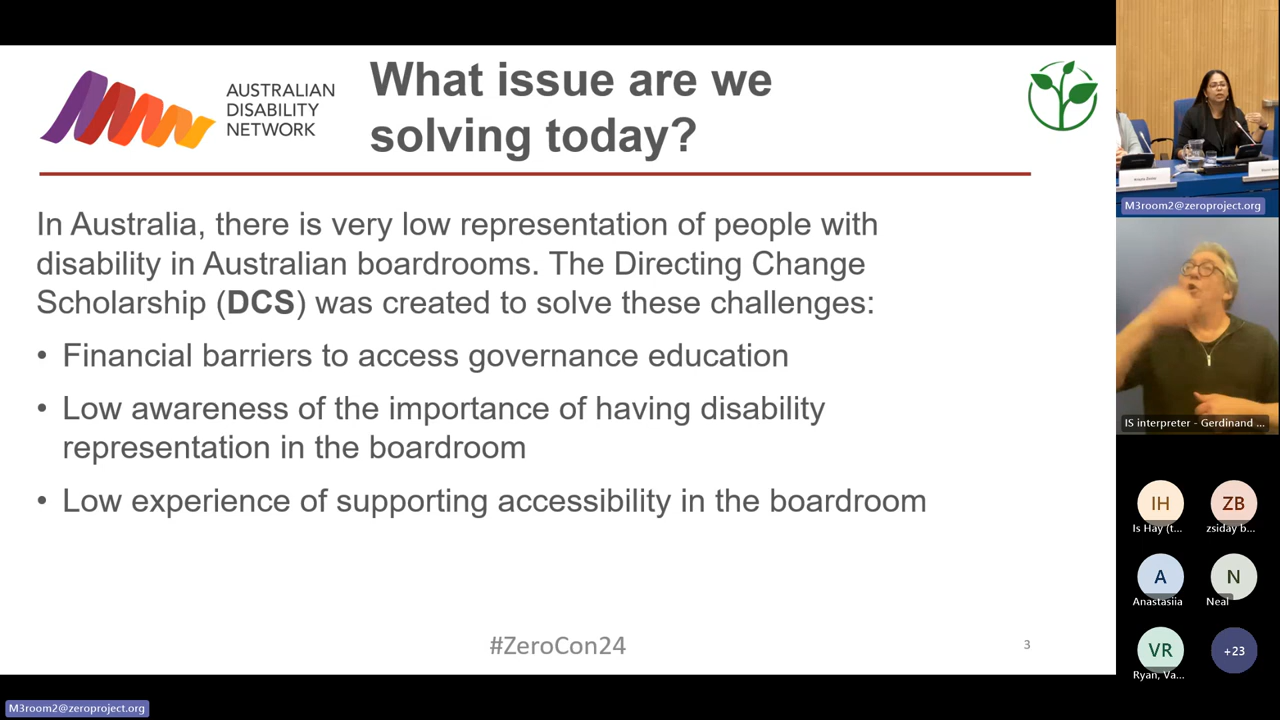 AUSTRALIAN
DISABILITY
NETWORK
What issue are we
solving today?
In Australia, there is very low representation of people with
disability in Australian boardrooms. The Directing Change
Scholarship (DCS) was created to solve these challenges:
• Financial barriers to access governance education
• Low awareness of the importance of having disability
representation in the boardroom
• Low experience of supporting accessibility in the boardroom
#ZeroCon24
3
M3room2@zeroproject.org
IS interpreter - Gerdinand ...
IH
Is Hay (t...
ZB
zsiday b...
A
Anastasiia
N
Neal
VR
Ryan, Va...
+23
M3room2@zeroproject.org